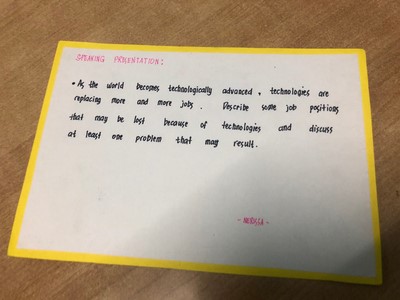 SPEAKING PRESENTATION:
• As the world becomes technologically advanced, technologies are
replacing more and more jobs. Describe some job positions
that may be lost because of technologies and discuss
at least one problem that may result.